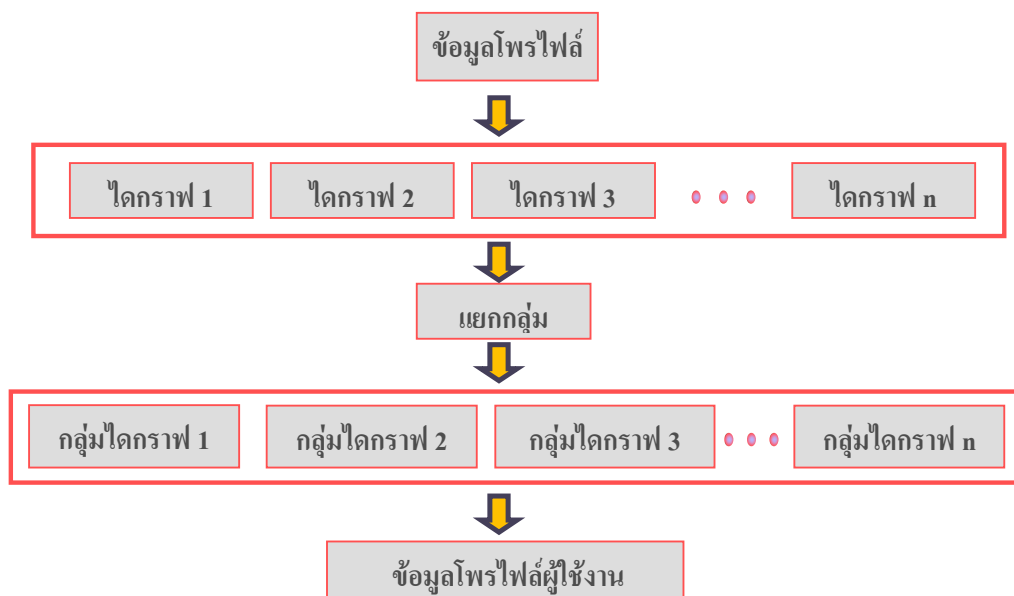 ข้อมูลโพรไฟล์
ไดกราฟ 1 ไดกราฟ 2 ไดกราฟ 3 ไดกราฟ n
แยกกลุ่ม
กลุ่มไดกราฟ 1 กลุ่มไดกราฟ 2 กลุ่มไดกราฟ 3 กลุ่มไดกราฟ n
ข้อมูลโพรไฟล์ผู้ใช้งาน